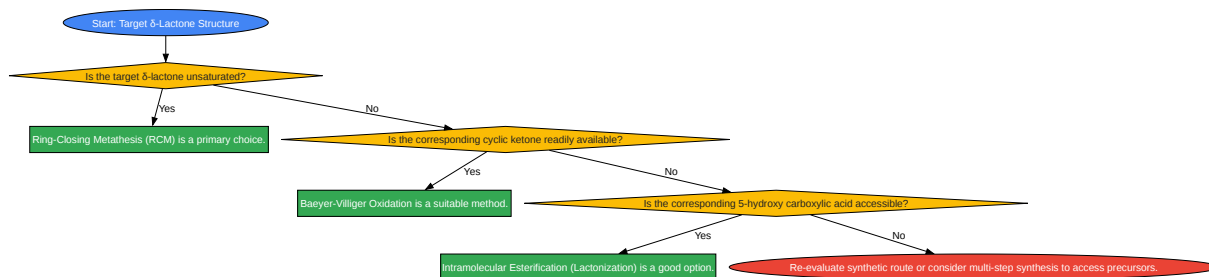 Start: Target δ-Lactone Structure
Is the target δ-lactone unsaturated?
Yes
No
Ring-Closing Metathesis (RCM) is a primary choice.
Is the corresponding cyclic ketone readily available?
Yes
No
Baeyer-Villiger Oxidation is a suitable method.
Is the corresponding 5-hydroxy carboxylic acid accessible?
Yes
No
Intramolecular Esterification (Lactonization) is a good option.
Re-evaluate synthetic route or consider multi-step synthesis to access precursors.